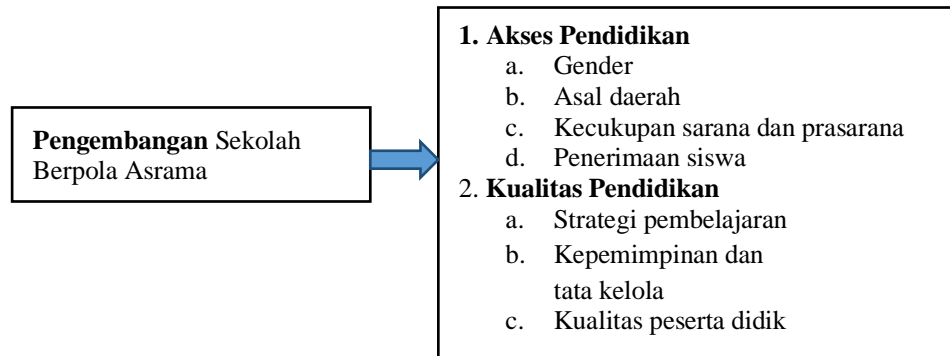 Pengembangan Sekolah
Berpola Asrama
1. Akses Pendidikan
a. Gender
b. Asal daerah
c. Kecukupan sarana dan prasarana
d. Penerimaan siswa
2. Kualitas Pendidikan
a. Strategi pembelajaran
b. Kepemimpinan dan
tata kelola
c. Kualitas peserta didik